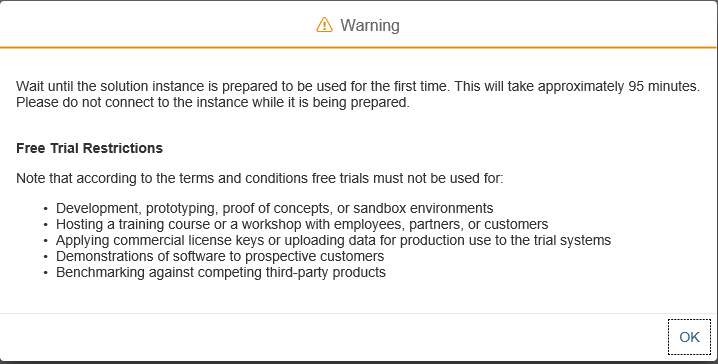 Warning
Wait until the solution instance is prepared to be used for the first time. This will take approximately 95 minutes.
Please do not connect to the instance while it is being prepared.
Free Trial Restrictions
Note that according to the terms and conditions free trials must not be used for:
• Development, prototyping, proof of concepts, or sandbox environments
• Hosting a training course or a workshop with employees, partners, or customers
• Applying commercial license keys or uploading data for production use to the trial systems
• Demonstrations of software to prospective customers
• Benchmarking against competing third-party products
OK